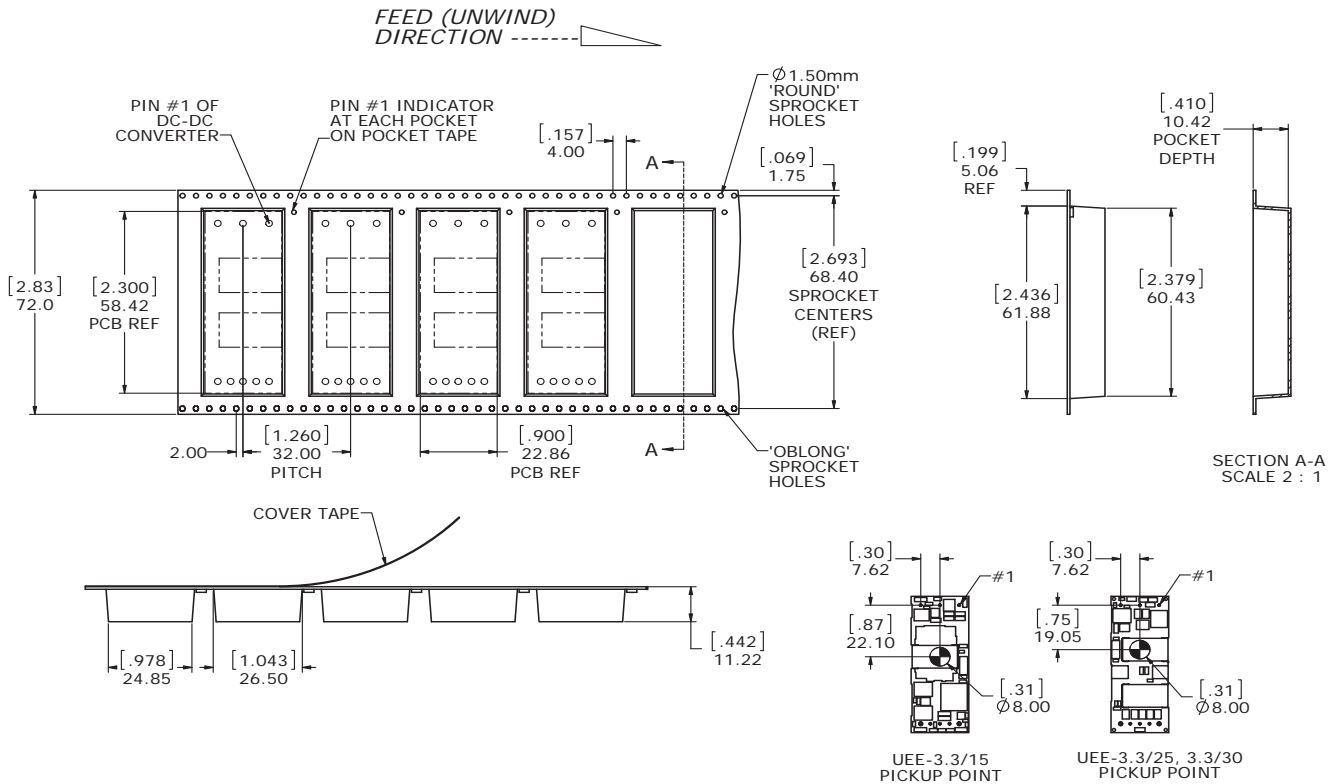 FEED (UNWIND)
DIRECTION
PIN #1 OF
DC-DC
CONVERTER
PIN #1 INDICATOR
AT EACH POCKET
ON POCKET TAPE
[.157]
4.00
A
Ø1.50mm
'ROUND'
SPROCKET
HOLES
[.069]
1.75
[.410]
10.42
POCKET
DEPTH
[.199]
5.06
REF
[2.83]
72.0
[2.300]
58.42
PCB REF
[2.693]
68.40
SPROCKET
CENTERS
(REF)
[2.436]
61.88
[2.379]
60.43
2.00
[1.260]
32.00
PITCH
[.900]
22.86
PCB REF
A
'OBLONG'
SPROCKET
HOLES
SECTION A-A
SCALE 2 : 1
COVER TAPE
[.978]
24.85
[1.043]
26.50
[.442]
11.22
[.30]
7.62
#1
[.87]
22.10
[.31]
Ø8.00
UEE-3.3/15
PICKUP POINT
[.30]
7.62
#1
[.75]
19.05
[.31]
Ø8.00
UEE-3.3/25, 3.3/30
PICKUP POINT